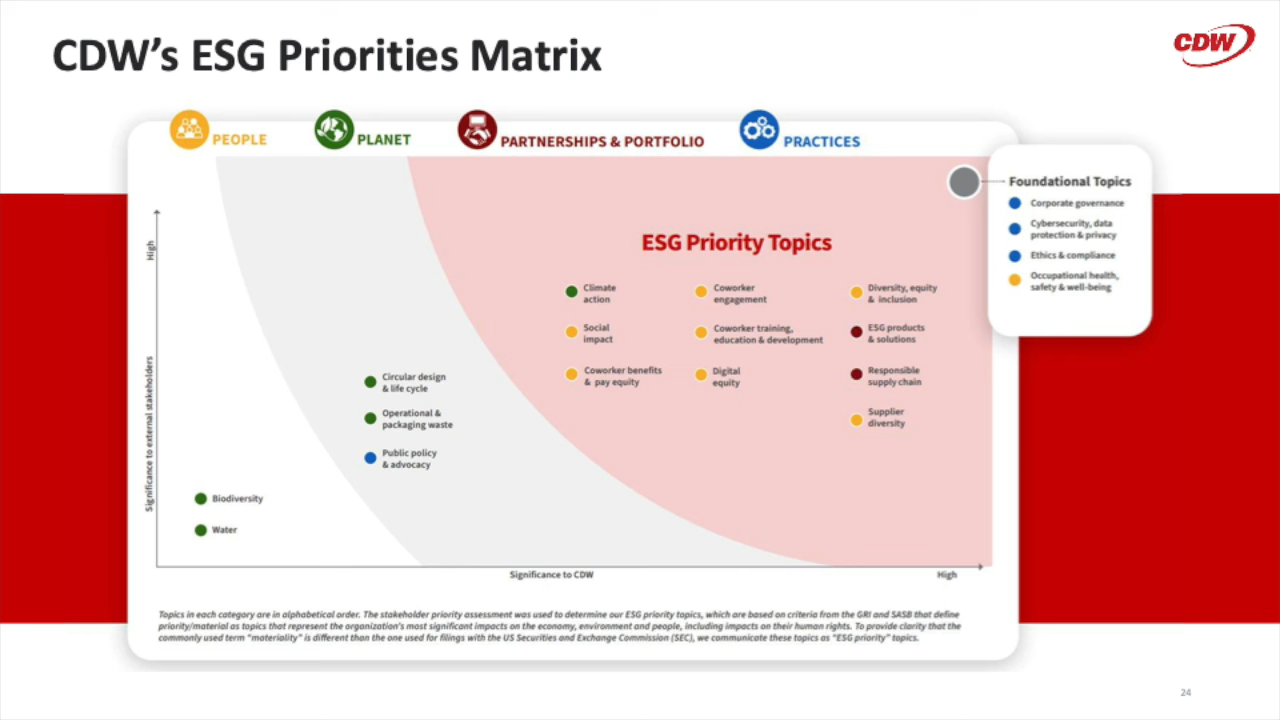 CDW’s ESG Priorities Matrix
CDW
PEOPLE
PLANET
PARTNERSHIPS & PORTFOLIO
PRACTICES
Foundational Topics
Corporate governance
Cybersecurity, data
protection & privacy
Ethics & compliance
Occupational health,
safety & well-being
High
Significance to external stakeholders
ESG Priority Topics
Climate
action
Social
impact
Coworker benefits
& pay equity
Coworker
engagement
Coworker training,
education & development
Digital
equity
Diversity, equity
& inclusion
ESG products
& solutions
Responsible
supply chain
Supplier
diversity
Circular design
& life cycle
Operational &
packaging waste
Public policy
& advocacy
Biodiversity
Water
Significance to CDW
High
Topics in each category are in alphabetical order. The stakeholder priority assessment was used to determine our ESG priority topics, which are based on criteria from the GRI and SASB that define
priority/material as topics that represent the organization’s most significant impacts on the economy, environment and people, including impacts on their human rights. To provide clarity that the
commonly used term “materiality” is different than the one used for filings with the US Securities and Exchange Commission (SEC), we communicate these topics as “ESG priority” topics.
24